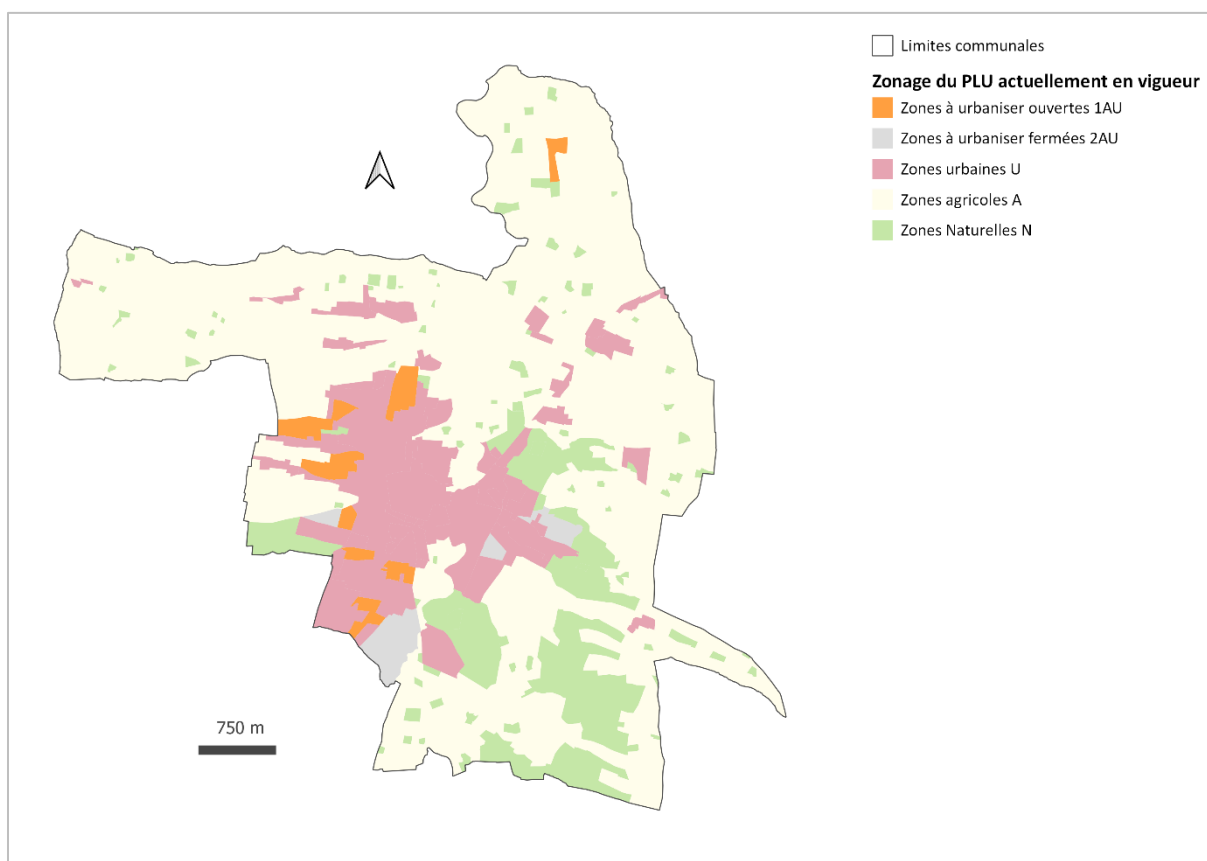 Limites communales
Zonage du PLU actuellement en vigueur
Zones à urbaniser ouvertes 1AU
Zones à urbaniser fermées 2AU
Zones urbaines U
Zones agricoles A
Zones Naturelles N
750 m